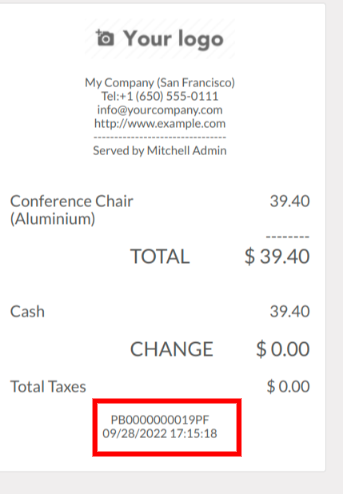 Your logo
My Company (San Francisco)
Tel:+1 (650) 555-0111
info@yourcompany.com
http://www.example.com
--------------------------------
Served by Mitchell Admin
Conference Chair 39.40
(Aluminium)
--------
TOTAL $ 39.40
Cash 39.40
CHANGE $ 0.00
Total Taxes $ 0.00
PB0000000019PF
09/28/2022 17:15:18